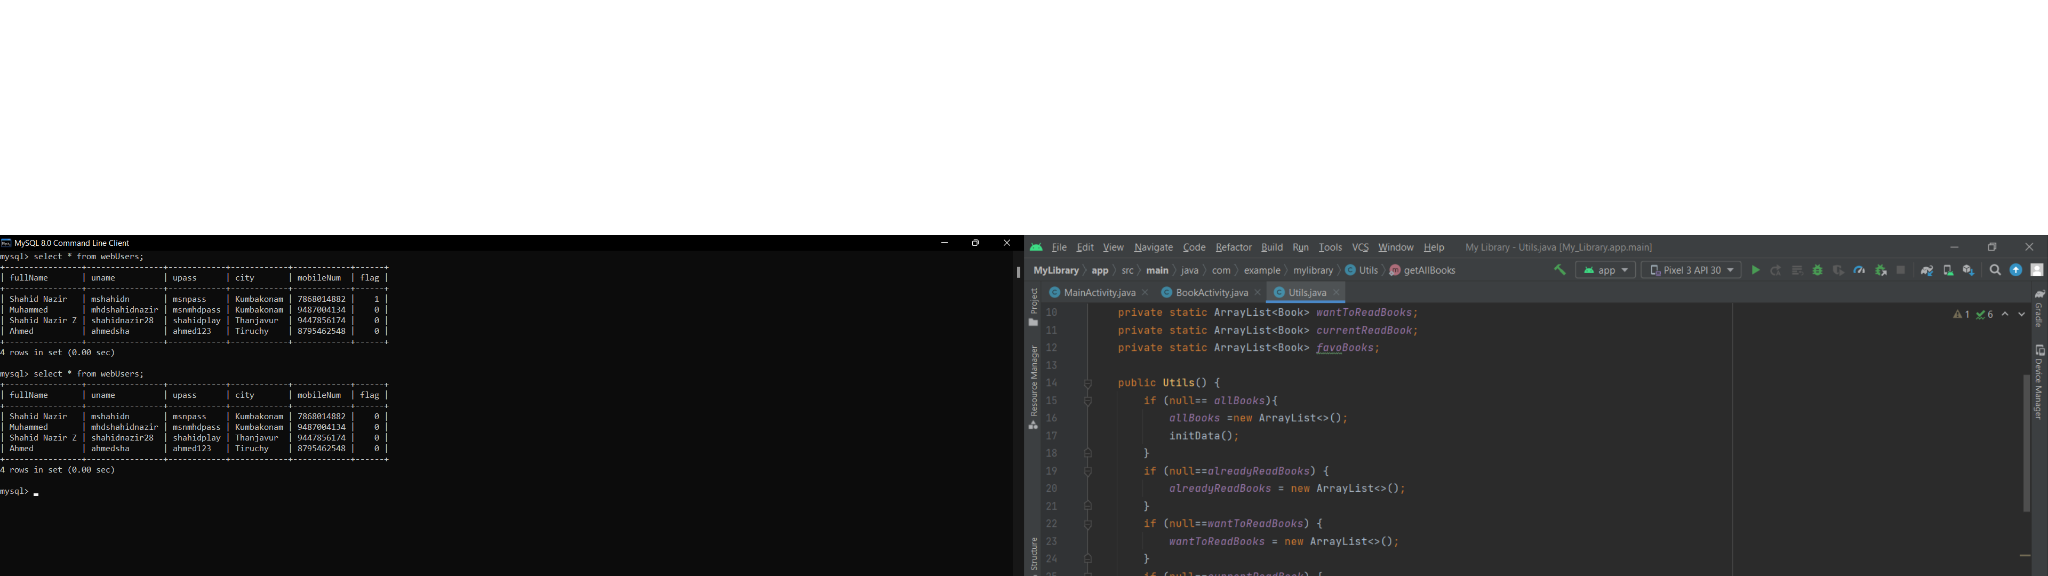 MySQL 8.0 Command Line Client
mysql> select * from webUsers;
| fullName | uname | upass | city | mobileNum | flag |
| Shahid Nazir | mshahidn | msnpass | Kumbakonam | 7868014882 | 1 |
| Muhammed | mhdshahidnazir | msnmhdpass | Kumbakonam | 9487004134 | 0 |
| Shahid Nazir Z | shahidnazir28 | shahidplay | Thanjavur | 9447856174 | 0 |
| Ahmed | ahmedsha | ahmed123 | Tiruchy | 8795462548 | 0 |
4 rows in set (0.00 sec)
mysql> select * from webUsers;
| fullName | uname | upass | city | mobileNum | flag |
| Shahid Nazir | mshahidn | msnpass | Kumbakonam | 7868014882 | 0 |
| Muhammed | mhdshahidnazir | msnmhdpass | Kumbakonam | 9487004134 | 0 |
| Shahid Nazir Z | shahidnazir28 | shahidplay | Thanjavur | 9447856174 | 0 |
| Ahmed | ahmedsha | ahmed123 | Tiruchy | 8795462548 | 0 |
4 rows in set (0.00 sec)
mysql>
File Edit View Navigate Code Refactor Build Run Tools VCS Window Help My Library - Utils.java [My_Library.app.main]
MyLibrary app src main java com example mylibrary Utils getAllBooks app Pixel 3 API 30
MainActivity.java BookActivity.java Utils.java
10 private static ArrayList<Book> wantToReadBooks;
11 private static ArrayList<Book> currentReadBook;
12 private static ArrayList<Book> favoBooks;
13
14 public Utils() {
15 if (null== allBooks){
16 allBooks =new ArrayList<>();
17 initData();
18 }
19 if (null==alreadyReadBooks) {
20 alreadyReadBooks = new ArrayList<>();
21 }
22 if (null==wantToReadBooks) {
23 wantToReadBooks = new ArrayList<>();
24 }
25 if (null==currentReadBook) {
1 6
Project
Resource Manager
Structure
Gradle
Device Manager